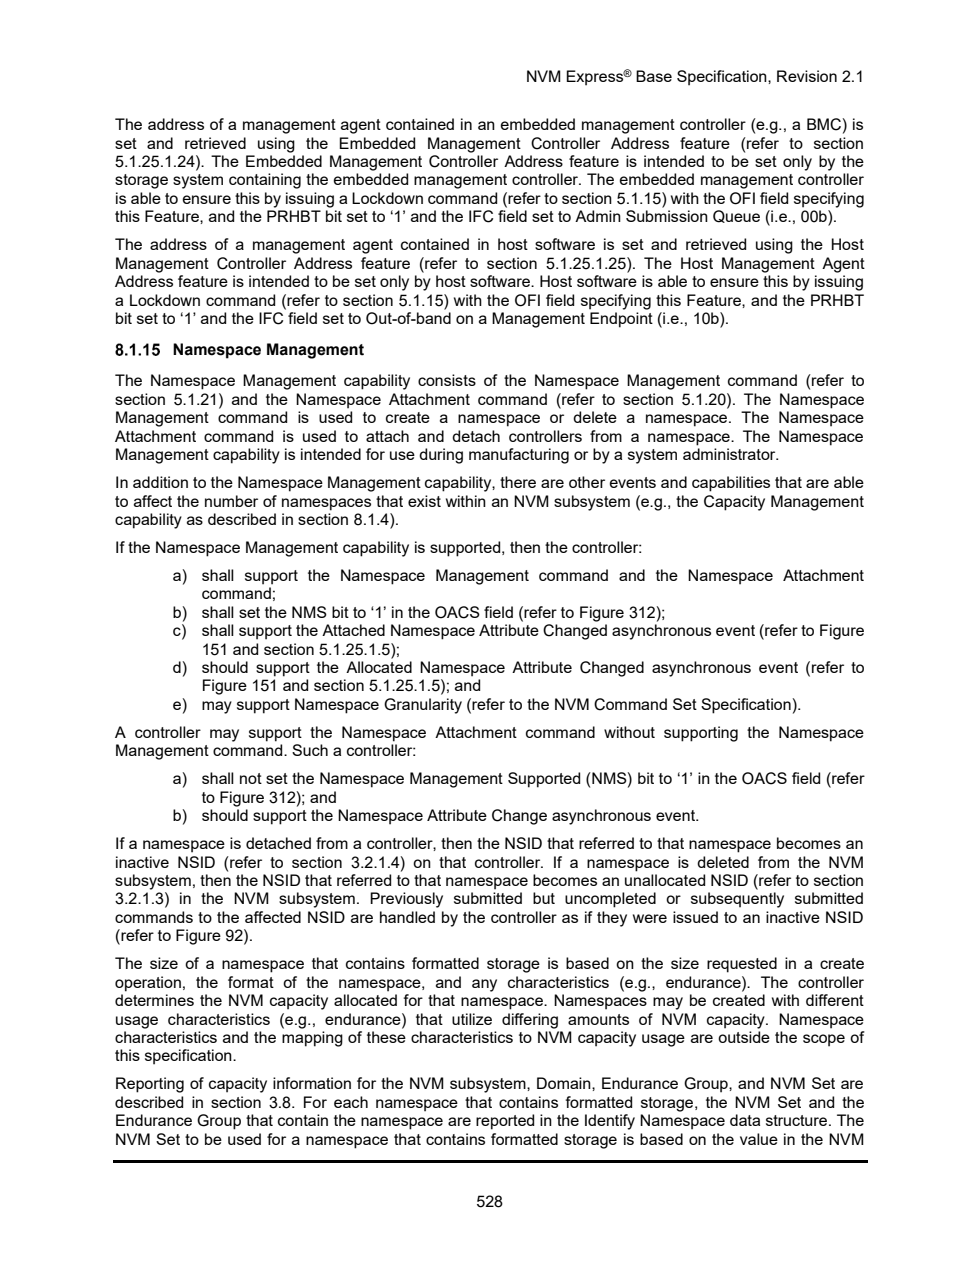 NVM Express® Base Specification, Revision 2.1
The address of a management agent contained in an embedded management controller (e.g., a BMC) is
set and retrieved using the Embedded Management Controller Address feature (refer to section
5.1.25.1.24). The Embedded Management Controller Address feature is intended to be set only by the
storage system containing the embedded management controller. The embedded management controller
is able to ensure this by issuing a Lockdown command (refer to section 5.1.15) with the OFI field specifying
this Feature, and the PRHBT bit set to ‘1’ and the IFC field set to Admin Submission Queue (i.e., 00b).
The address of a management agent contained in host software is set and retrieved using the Host
Management Controller Address feature (refer to section 5.1.25.1.25). The Host Management Agent
Address feature is intended to be set only by host software. Host software is able to ensure this by issuing
a Lockdown command (refer to section 5.1.15) with the OFI field specifying this Feature, and the PRHBT
bit set to ‘1’ and the IFC field set to Out-of-band on a Management Endpoint (i.e., 10b).
8.1.15 Namespace Management
The Namespace Management capability consists of the Namespace Management command (refer to
section 5.1.21) and the Namespace Attachment command (refer to section 5.1.20). The Namespace
Management command is used to create a namespace or delete a namespace. The Namespace
Attachment command is used to attach and detach controllers from a namespace. The Namespace
Management capability is intended for use during manufacturing or by a system administrator.
In addition to the Namespace Management capability, there are other events and capabilities that are able
to affect the number of namespaces that exist within an NVM subsystem (e.g., the Capacity Management
capability as described in section 8.1.4).
If the Namespace Management capability is supported, then the controller:
a) shall support the Namespace Management command and the Namespace Attachment
command;
b) shall set the NMS bit to ‘1’ in the OACS field (refer to Figure 312);
c) shall support the Attached Namespace Attribute Changed asynchronous event (refer to Figure
151 and section 5.1.25.1.5);
d) should support the Allocated Namespace Attribute Changed asynchronous event (refer to
Figure 151 and section 5.1.25.1.5); and
e) may support Namespace Granularity (refer to the NVM Command Set Specification).
A controller may support the Namespace Attachment command without supporting the Namespace
Management command. Such a controller:
a) shall not set the Namespace Management Supported (NMS) bit to ‘1’ in the OACS field (refer
to Figure 312); and
b) should support the Namespace Attribute Change asynchronous event.
If a namespace is detached from a controller, then the NSID that referred to that namespace becomes an
inactive NSID (refer to section 3.2.1.4) on that controller. If a namespace is deleted from the NVM
subsystem, then the NSID that referred to that namespace becomes an unallocated NSID (refer to section
3.2.1.3) in the NVM subsystem. Previously submitted but uncompleted or subsequently submitted
commands to the affected NSID are handled by the controller as if they were issued to an inactive NSID
(refer to Figure 92).
The size of a namespace that contains formatted storage is based on the size requested in a create
operation, the format of the namespace, and any characteristics (e.g., endurance). The controller
determines the NVM capacity allocated for that namespace. Namespaces may be created with different
usage characteristics (e.g., endurance) that utilize differing amounts of NVM capacity. Namespace
characteristics and the mapping of these characteristics to NVM capacity usage are outside the scope of
this specification.
Reporting of capacity information for the NVM subsystem, Domain, Endurance Group, and NVM Set are
described in section 3.8. For each namespace that contains formatted storage, the NVM Set and the
Endurance Group that contain the namespace are reported in the Identify Namespace data structure. The
NVM Set to be used for a namespace that contains formatted storage is based on the value in the NVM
528